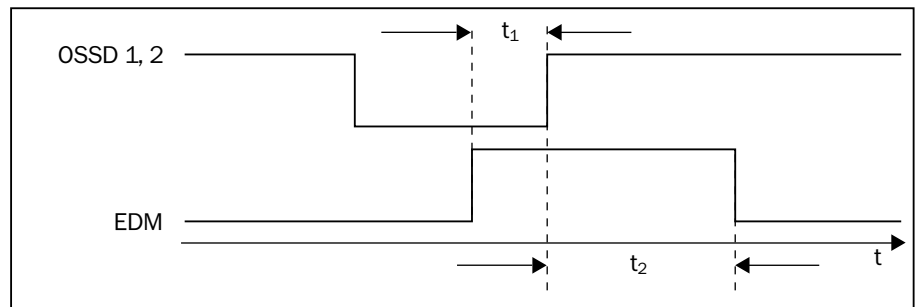 t₁
OSSD 1, 2
EDM
t
t₂